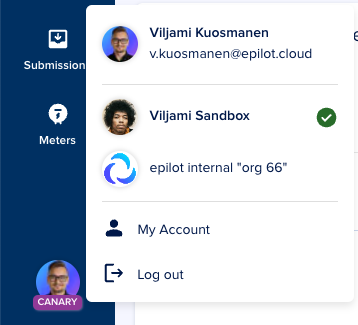 Viljami Kuosmanen
v.kuosmanen@epilot.cloud
Submission
Viljami Sandbox
Meters
epilot internal "org 66"
My Account
Log out
CANARY